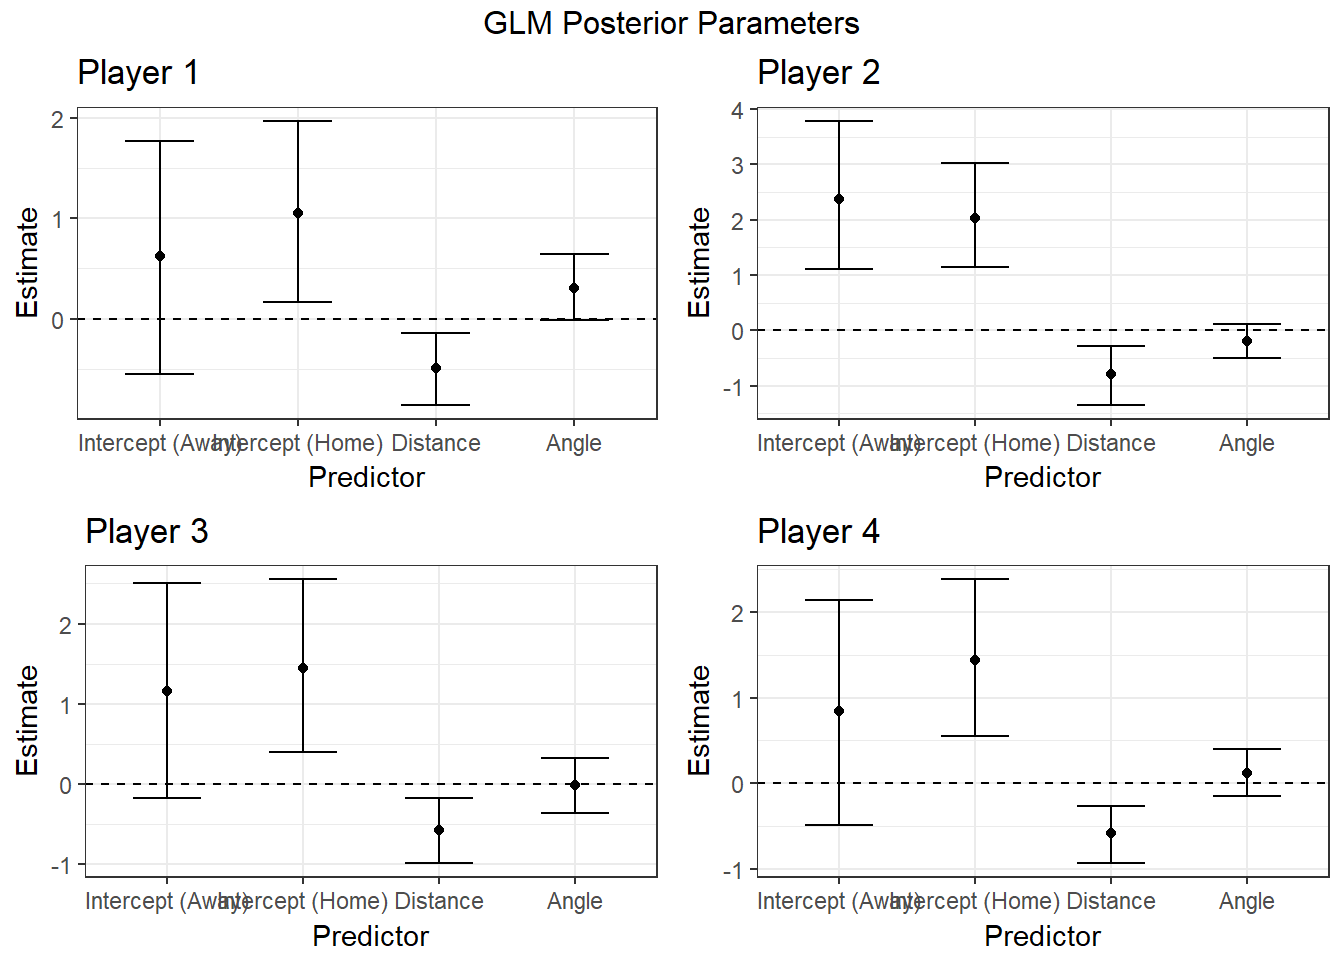 GLM Posterior Parameters
Player 1
Estimate
2
1
0
Intercept (Away) Intercept (Home) Distance Angle
Predictor
Player 2
Estimate
4
3
2
1
0
-1
Intercept (Away) Intercept (Home) Distance Angle
Predictor
Player 3
Estimate
2
1
0
-1
Intercept (Away) Intercept (Home) Distance Angle
Predictor
Player 4
Estimate
2
1
0
-1
Intercept (Away) Intercept (Home) Distance Angle
Predictor